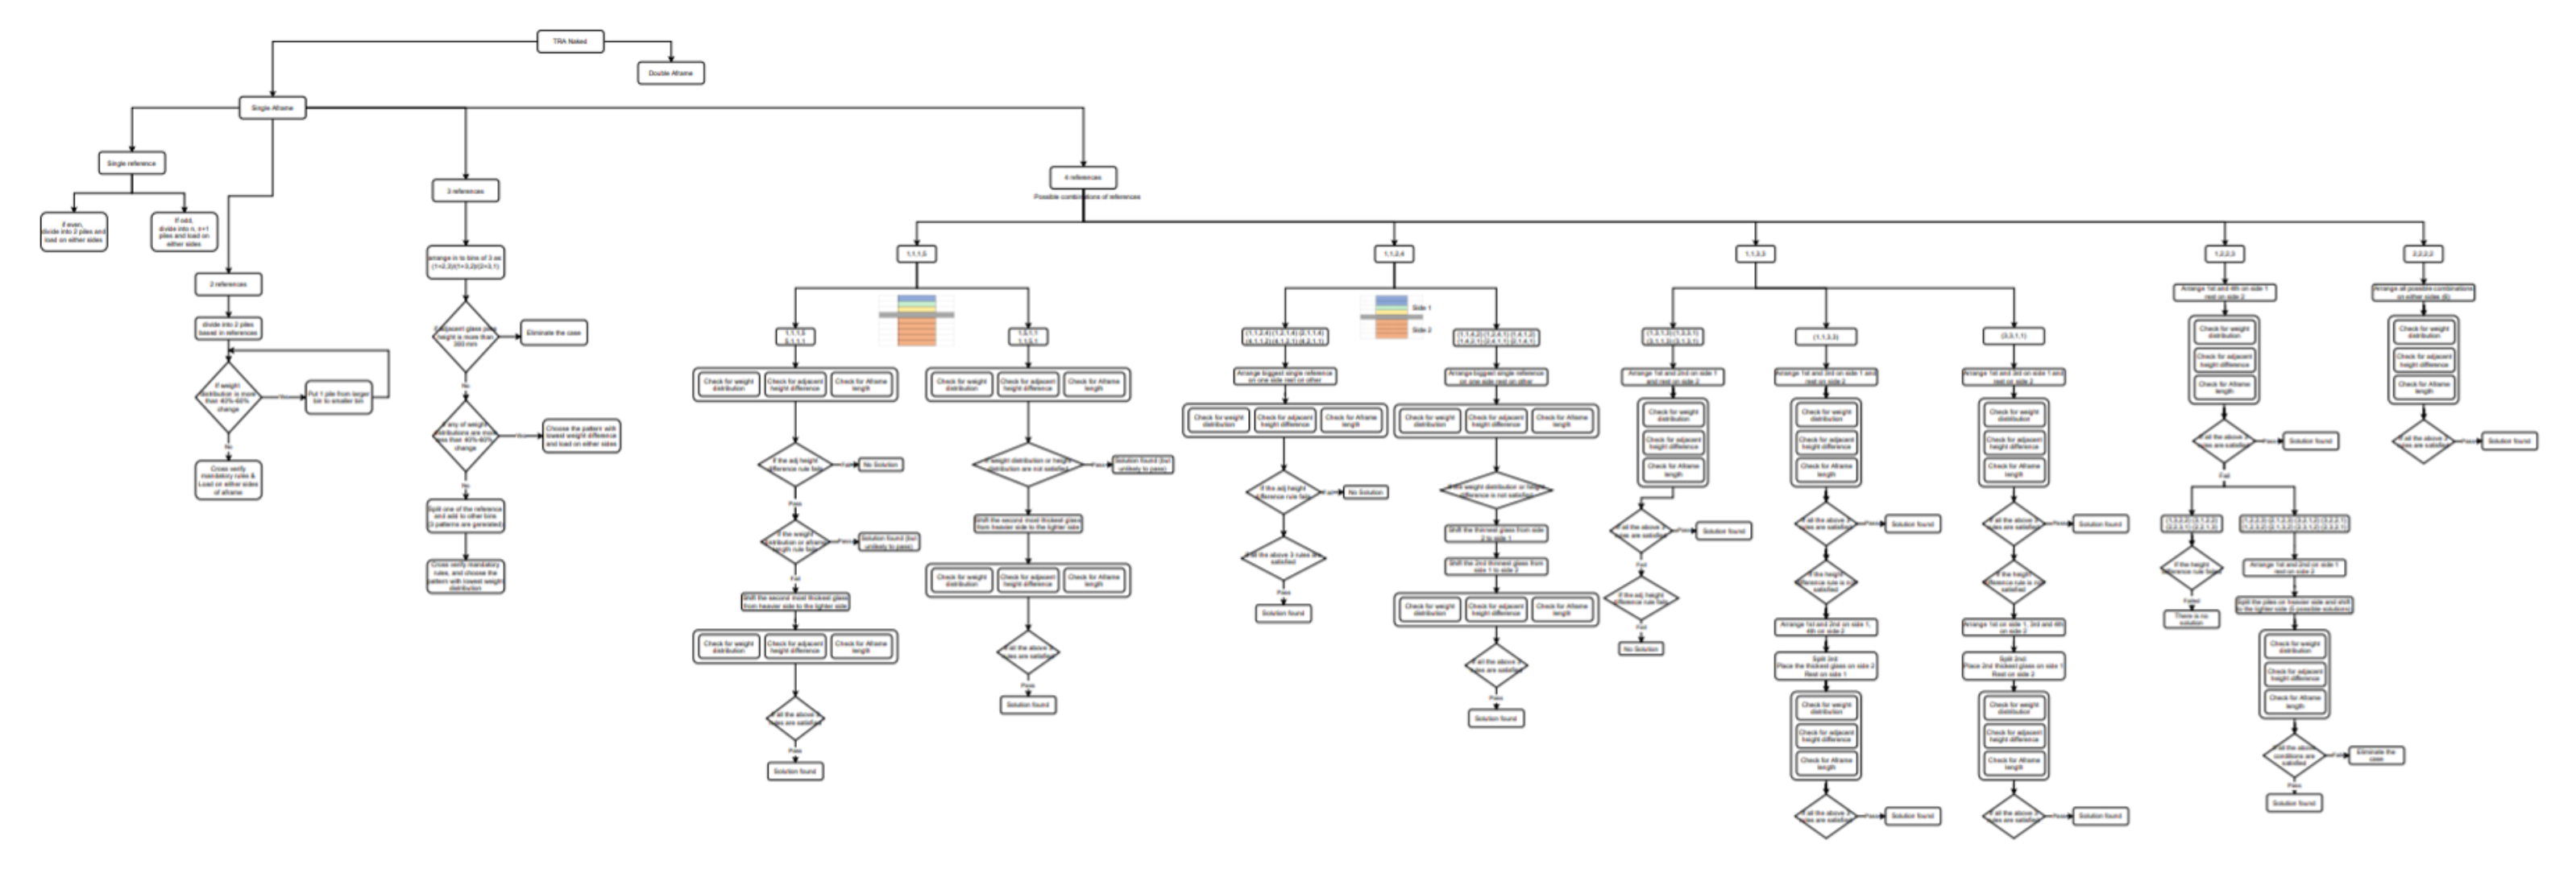 TRA Naked
Double Aframe
Single Aframe
Single reference
If even,
divide into 2 piles and
load on either sides
If odd,
divide into n, n+1
piles and load on
either sides
2 references
divide into 2 piles
based in references
If weight
distribution is more
than 40%-60%
change
Yes
Put 1 pile from larger
bin to smaller bin
No
Cross verify
mandatory rules &
Load on either sides
of aframe
3 references
arrange in to bins of 3 as
(1+2,3)/(1+3,2)/(2+3,1)
If adjacent glass piles
height is more than
300 mm
Eliminate the case
No
If any of weight
distributions are more
less than 40%-60%
change
Yes
Choose the pattern with
lowest weight difference
and load on either sides
No
Split one of the reference
and add to other bins
(3 patterns are generated)
Cross verify mandatory
rules, and choose the
pattern with lowest weight
distribution
4 references
Possible combinations of references
1,1,1,5
1,1,1,5
5,1,1,1
Check for weight
distribution
Check for adjacent
height difference
Check for Aframe
length
If the adj height
difference rule fails
Fail
No Solution
Pass
If the weight
distribution or aframe
length rule fails
Pass
Solution found (but
unlikely to pass)
Fail
Shift the second most thickest glass
from heavier side to the lighter side
Check for weight
distribution
Check for adjacent
height difference
Check for Aframe
length
If all the above 3
rules are satisfied
Pass
Solution found
1,5,1,1
1,1,5,1
Check for weight
distribution
Check for adjacent
height difference
Check for Aframe
length
If weight distribution or height
distribution are not satisfied
Pass
Solution found (but
unlikely to pass)
Shift the second most thickest glass
from heavier side to the lighter side
Check for weight
distribution
Check for adjacent
height difference
Check for Aframe
length
If all the above 3
rules are satisfied
Pass
Solution found
1,1,2,4
Side 1
Side 2
Arrange biggest single reference
on one side rest on other
Check for weight
distribution
Check for adjacent
height difference
Check for Aframe
length
If the adj height
difference rule fails
Fail
No Solution
If all the above 3 rules are
satisfied
Pass
Solution found
Arrange biggest single reference
on one side rest on other
Check for weight
distribution
Check for adjacent
height difference
Check for Aframe
length
If the weight distribution or height
difference is not satisfied
Shift the thinnest glass from side
2 to side 1
Shift the 2nd thinnest glass from
side 1 to side 2
Check for weight
distribution
Check for adjacent
height difference
Check for Aframe
length
If all the above 3
rules are satisfied
Pass
Solution found
1,1,3,3
Arrange 1st and 2nd on side 1
and rest on side 2
Check for weight
distribution
Check for adjacent
height difference
Check for Aframe
length
If all the above 3
rules are satisfied
Pass
Solution found
Fail
If the adj height
difference rule fails
Fail
No Solution
(1,1,3,3)
Arrange 1st and 3rd on side 1 and
rest on side 2
Check for weight
distribution
Check for adjacent
height difference
Check for Aframe
length
If all the above 3
rules are satisfied
Pass
Solution found
If the height
difference rule is not
satisfied
Arrange 1st and 2nd on side 1,
4th on side 2
Split 3rd
Place the thickest glass on side 2
Rest on side 1
Check for weight
distribution
Check for adjacent
height difference
Check for Aframe
length
If all the above 3
rules are satisfied
Pass
Solution found
(3,3,1,1)
Arrange 1st and 3rd on side 1 and
rest on side 2
Check for weight
distribution
Check for adjacent
height difference
Check for Aframe
length
If all the above 3
rules are satisfied
Pass
Solution found
If the height
difference rule is not
satisfied
Arrange 1st on side 1, 3rd and 4th
on side 2
Split 2nd
Place 2nd thickest glass on side 1
Rest on side 2
Check for weight
distribution
Check for adjacent
height difference
Check for Aframe
length
If all the above 3
rules are satisfied
Pass
Solution found
1,2,2,3
Arrange 1st and 4th on side 1
rest on side 2
Check for weight
distribution
Check for adjacent
height difference
Check for Aframe
length
If all the above 3
rules are satisfied
Pass
Solution found
Fail
If the height
difference rule failed
Failed
There is no
solution
Arrange 1st and 2nd on side 1
rest on side 2
Split the piles on heavier side and shift
to the lighter side (5 possible solutions)
Check for weight
distribution
Check for adjacent
height difference
Check for Aframe
length
If all the above
conditions are
satisfied
Fail
Eliminate the
case
Pass
Solution found
2,2,2,2
Arrange all possible combinations
on either sides (6)
Check for weight
distribution
Check for adjacent
height difference
Check for Aframe
length
If all the above 3
rules are satisfied
Pass
Solution found